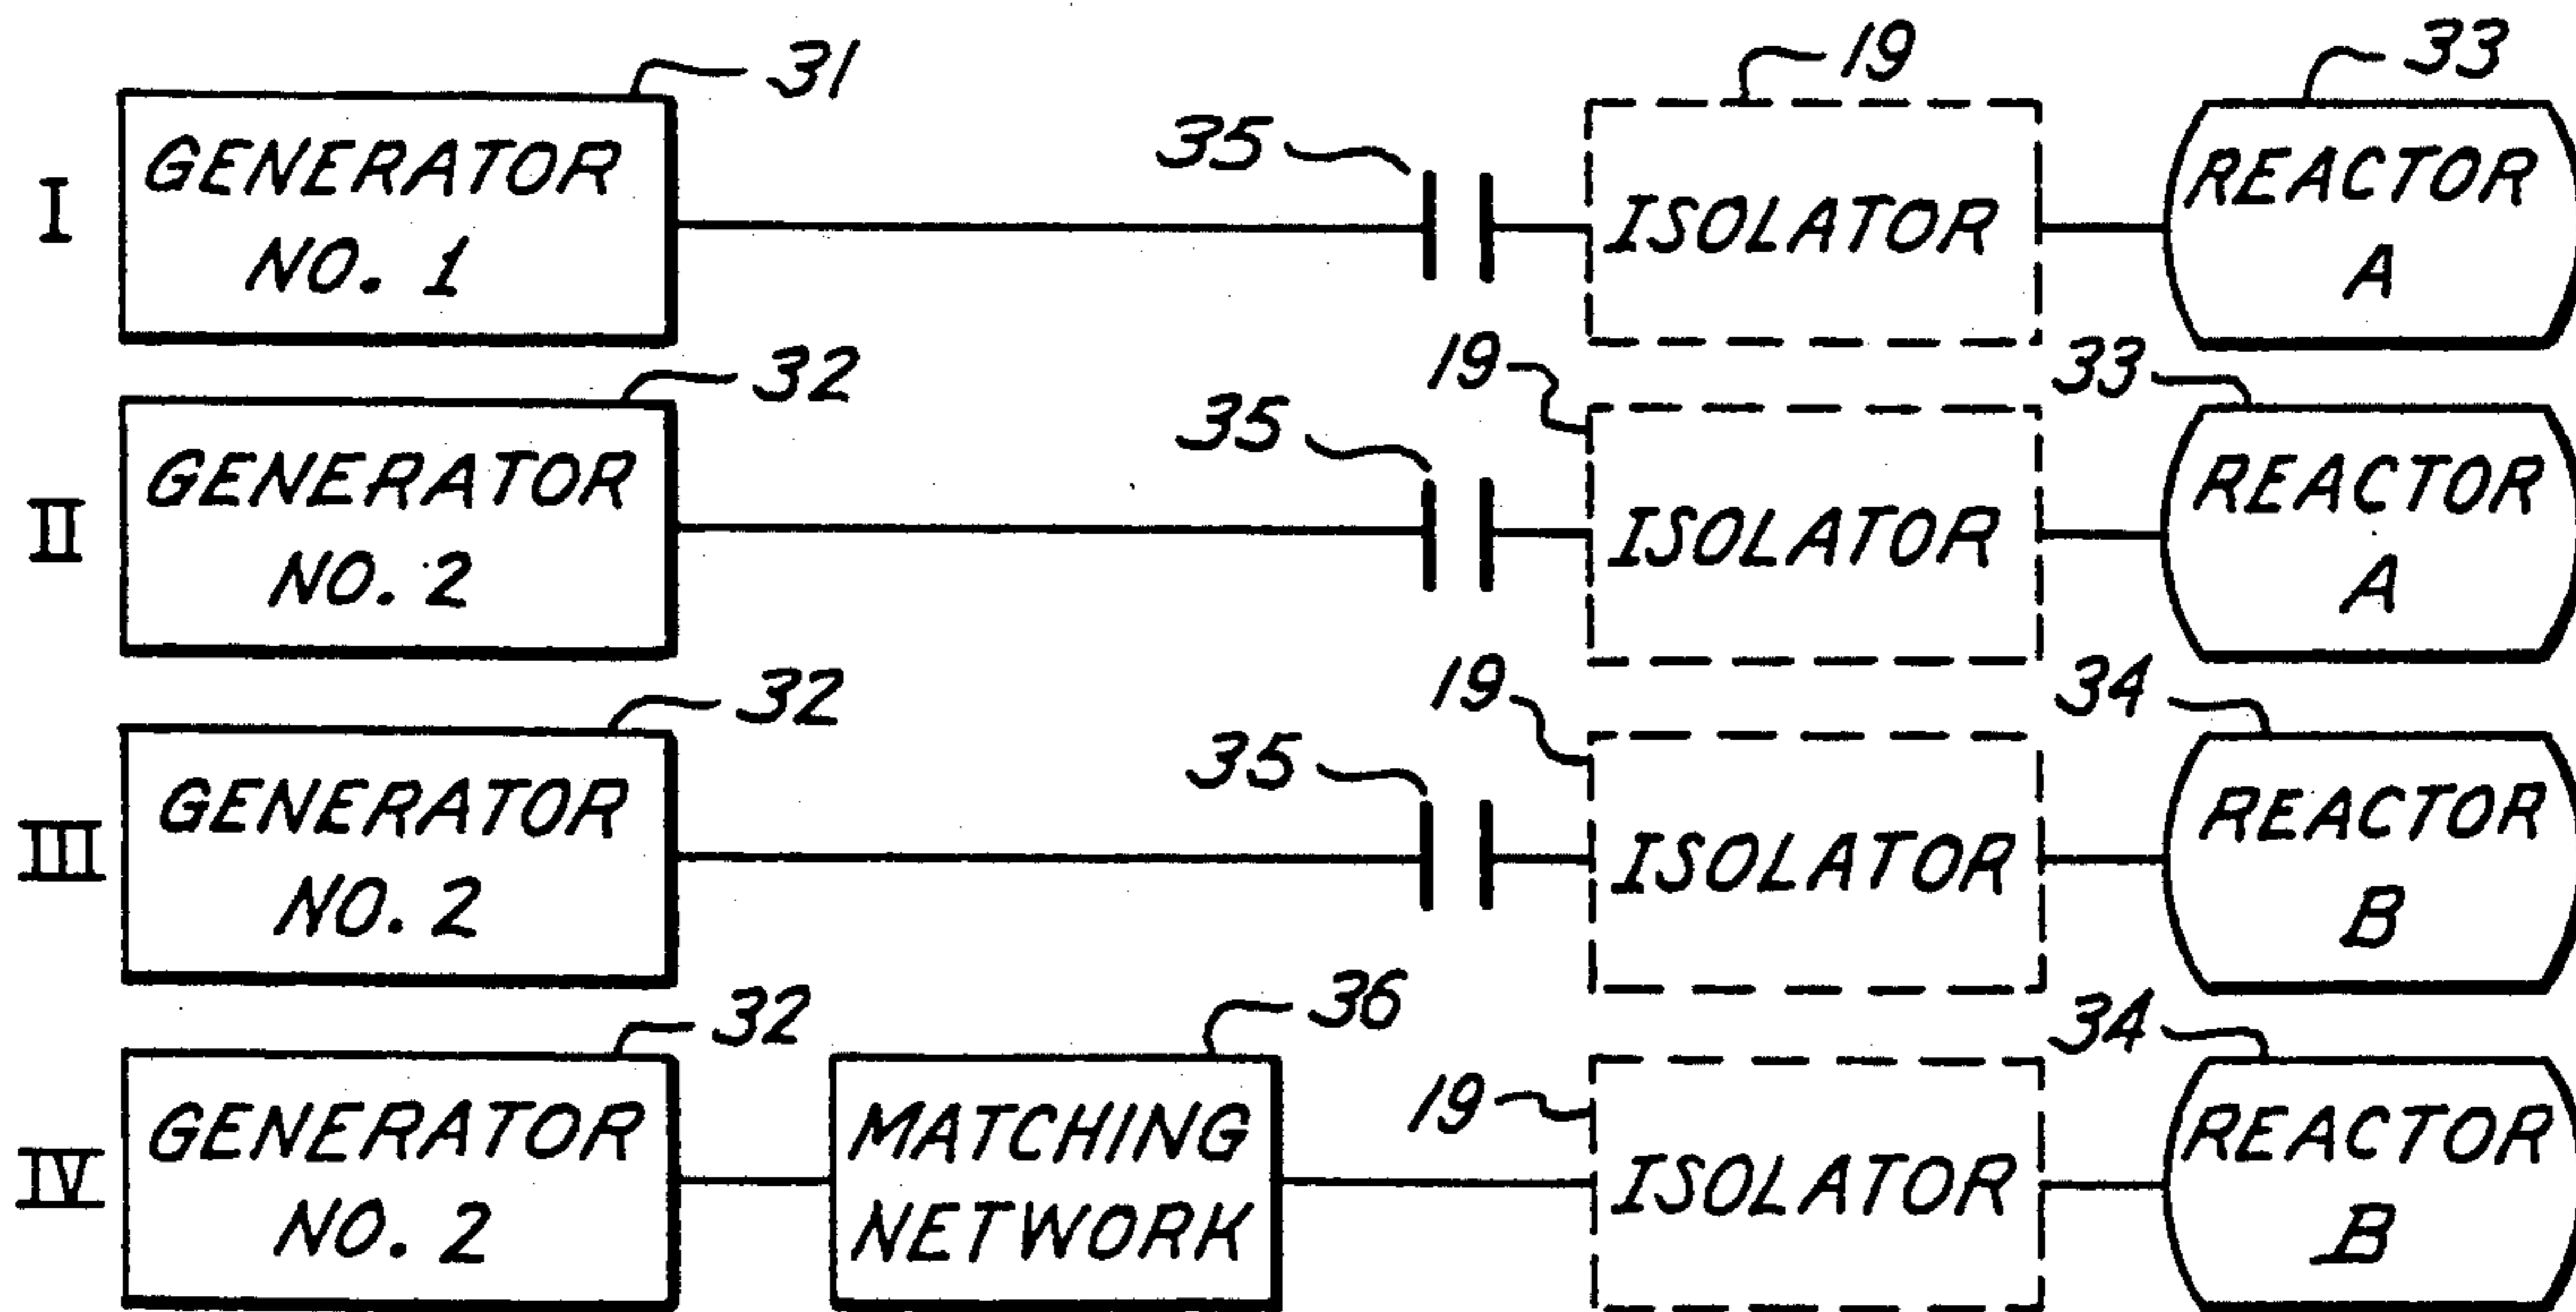 31
19
33
I
GENERATOR
NO. 1
35
ISOLATOR
REACTOR
A
32
19
33
II
GENERATOR
NO. 2
35
ISOLATOR
REACTOR
A
32
19
34
III
GENERATOR
NO. 2
35
ISOLATOR
REACTOR
B
32
36
19
34
IV
GENERATOR
NO. 2
MATCHING
NETWORK
ISOLATOR
REACTOR
B